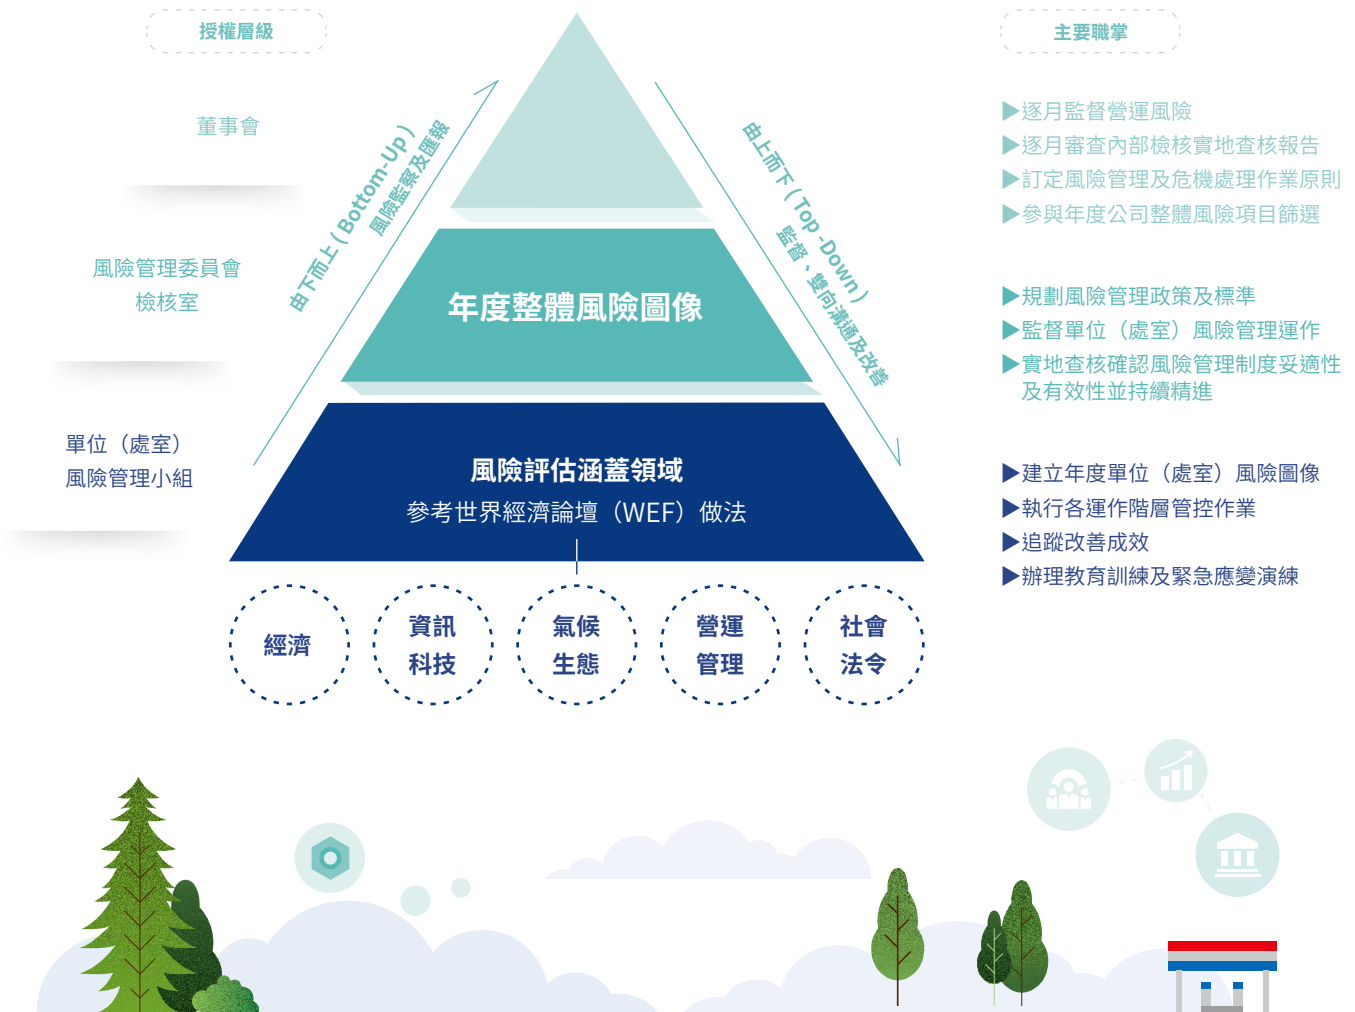 授權層級
主要職掌
董事會
風險管理委員會
檢核室
單位（處室）
風險管理小組
由下而上 ( Bottom-Up )
風險監察及匯報
由上而下 ( Top -Down )
監督、雙向溝通及改善
年度整體風險圖像
風險評估涵蓋領域
參考世界經濟論壇（WEF）做法
經濟
資訊
科技
氣候
生態
營運
管理
社會
法令
▶逐月監督營運風險
▶逐月審查內部檢核實地查核報告
▶訂定風險管理及危機處理作業原則
▶參與年度公司整體風險項目篩選
▶規劃風險管理政策及標準
▶監督單位（處室）風險管理運作
▶實地查核確認風險管理制度妥適性
及有效性並持續精進
▶建立年度單位（處室）風險圖像
▶執行各運作階層管控作業
▶追蹤改善成效
▶辦理教育訓練及緊急應變演練